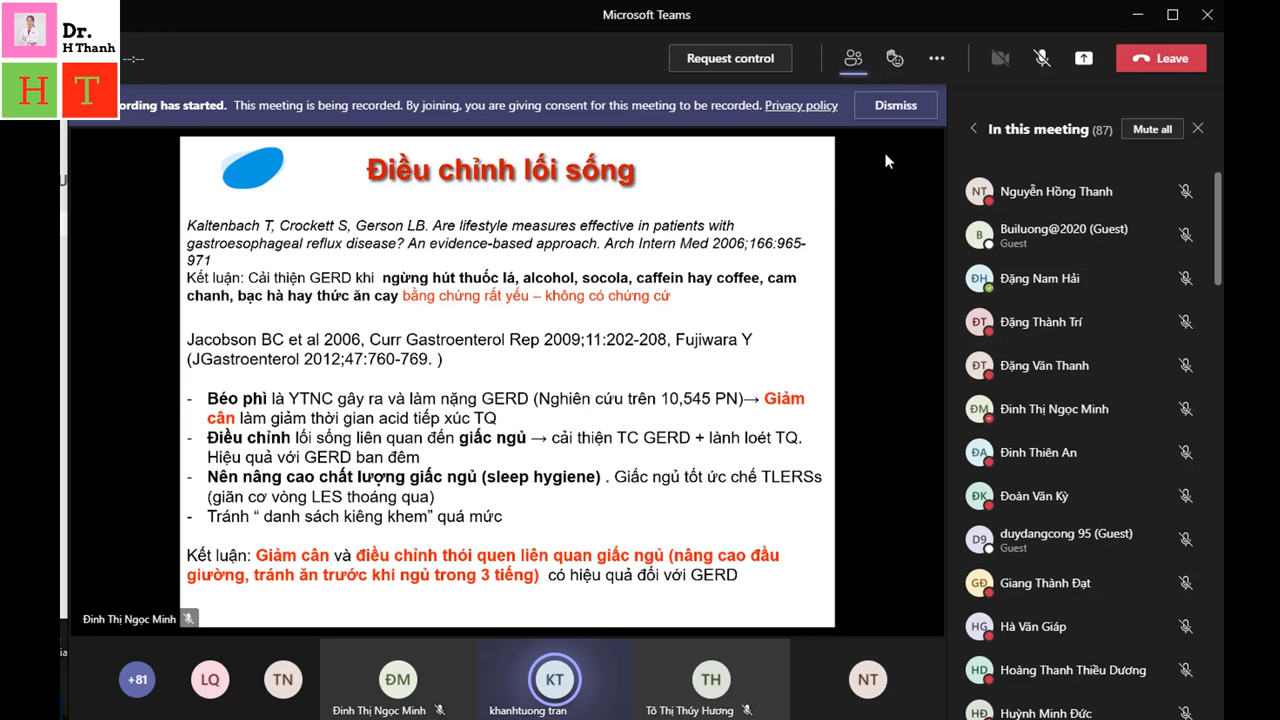 Dr.
H Thanh
H T
Microsoft Teams
--:--
Request control
Leave
ording has started. This meeting is being recorded. By joining, you are giving consent for this meeting to be recorded. Privacy policy
Dismiss
In this meeting (87)
Mute all
Điều chỉnh lối sống
Kaltenbach T, Crockett S, Gerson LB. Are lifestyle measures effective in patients with
gastroesophageal reflux disease? An evidence-based approach. Arch Intern Med 2006;166:965-
971
Kết luận: Cải thiện GERD khi ngừng hút thuốc lá, alcohol, socola, caffein hay coffee, cam
chanh, bạc hà hay thức ăn cay bằng chứng rất yếu – không có chứng cứ
Jacobson BC et al 2006, Curr Gastroenterol Rep 2009;11:202-208, Fujiwara Y
(JGastroenterol 2012;47:760-769. )
- Béo phì là YTNC gây ra và làm nặng GERD (Nghiên cứu trên 10,545 PN)→ Giảm
cân làm giảm thời gian acid tiếp xúc TQ
- Điều chỉnh lối sống liên quan đến giấc ngủ → cải thiện TC GERD + lành loét TQ.
Hiệu quả với GERD ban đêm
- Nên nâng cao chất lượng giấc ngủ (sleep hygiene) . Giấc ngủ tốt ức chế TLERSs
(giãn cơ vòng LES thoáng qua)
- Tránh “ danh sách kiêng khem” quá mức
Kết luận: Giảm cân và điều chỉnh thói quen liên quan giấc ngủ (nâng cao đầu
giường, tránh ăn trước khi ngủ trong 3 tiếng) có hiệu quả đối với GERD
Đinh Thị Ngọc Minh
NT Nguyễn Hồng Thanh
B Builuong@2020 (Guest)
Guest
ĐH Đặng Nam Hải
ĐT Đặng Thành Trí
ĐT Đặng Văn Thanh
ĐM Đinh Thị Ngọc Minh
ĐA Đinh Thiên An
ĐK Đoàn Văn Kỳ
D9 duydangcong 95 (Guest)
Guest
GĐ Giang Thành Đạt
HG Hà Văn Giáp
HD Hoàng Thanh Thiều Dương
HĐ Huỳnh Minh Đức
+81
LQ
TN
ĐM
Đinh Thị Ngọc Minh
KT
khanhtuong tran
TH
Tô Thị Thúy Hương
NT